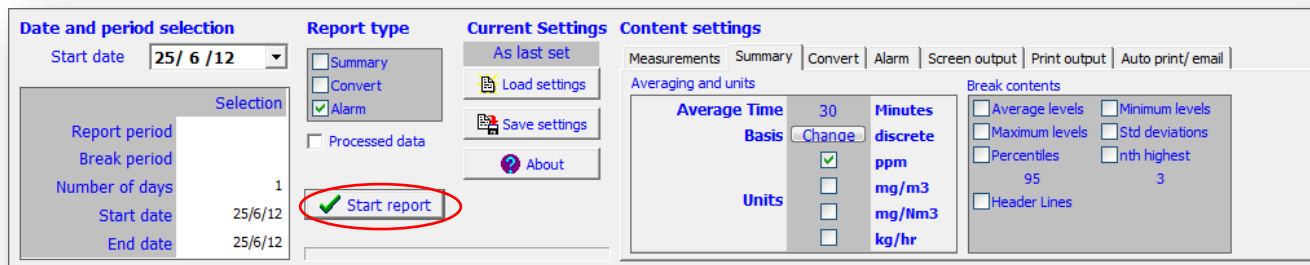 Date and period selection
Start date 25/ 6 /12
Selection
Report period
Break period
Number of days 1
Start date 25/6/12
End date 25/6/12
Report type
Summary
Convert
Alarm
Processed data
Start report
Current Settings
As last set
Load settings
Save settings
About
Content settings
Measurements Summary Convert Alarm Screen output Print output Auto print/ email
Averaging and units
Average Time 30 Minutes
Basis Change discrete
ppm
mg/m3
Units
mg/Nm3
kg/hr
Break contents
Average levels Minimum levels
Maximum levels Std deviations
Percentiles nth highest
95 3
Header Lines